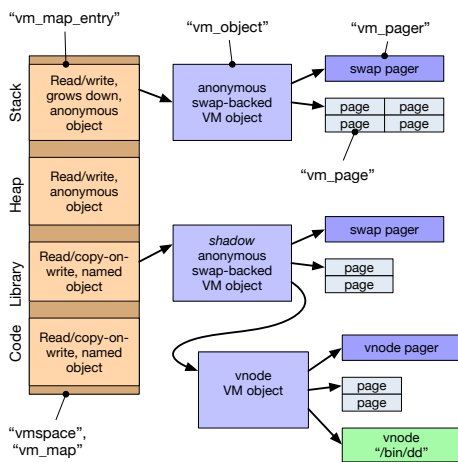 “vm_map_entry”
“vm_object”
“vm_pager”
Stack
Read/write,
grows down,
anonymous
object
anonymous
swap-backed
VM object
swap pager
page page
page page
“vm_page”
Heap
Read/write,
anonymous
object
Library
Read/copy-on-
write, named
object
shadow
anonymous
swap-backed
VM object
swap pager
page
page
Code
Read/copy-on-
write, named
object
vnode
VM object
vnode pager
page
page
vnode
“/bin/dd”
“vmspace”,
“vm_map”